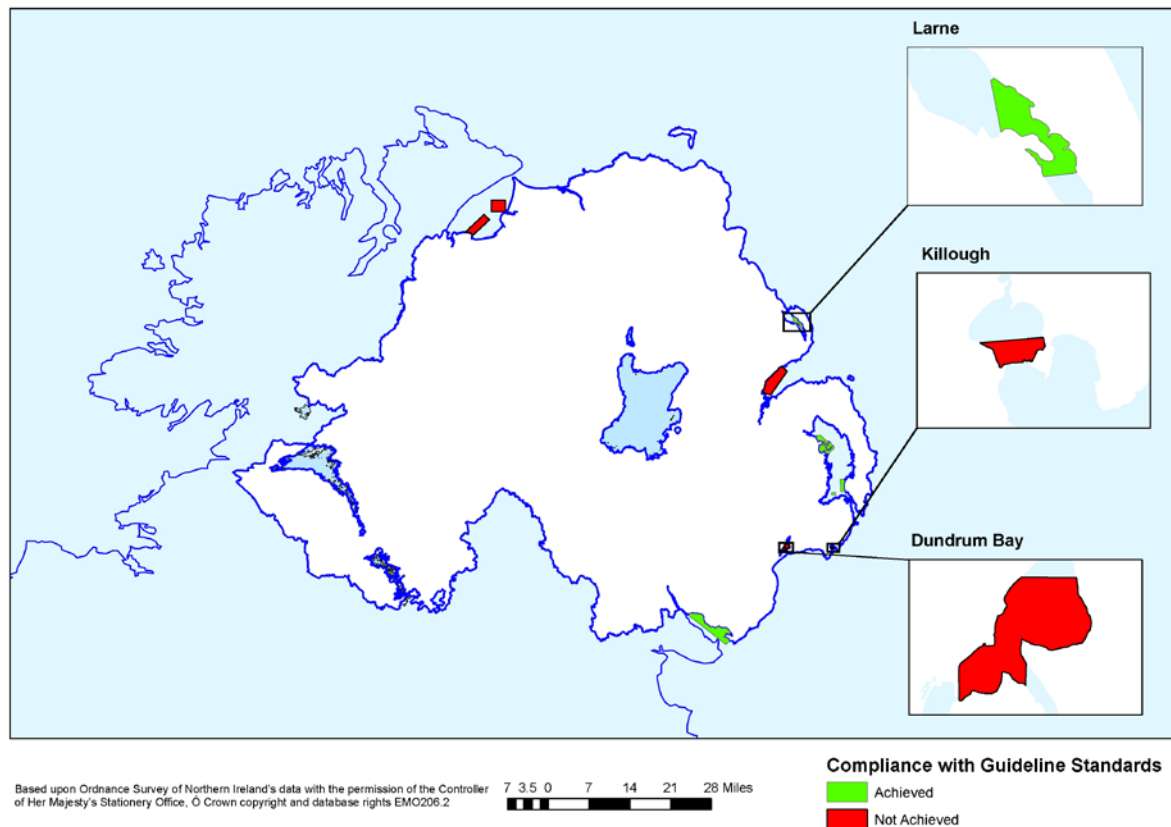 Larne
Killough
Dundrum Bay
Based upon Ordnance Survey of Northern Ireland's data with the permission of the Controller
of Her Majesty's Stationery Office, Ó Crown copyright and database rights EMO206.2
7 3.5 0 7 14 21 28 Miles
Compliance with Guideline Standards
Achieved
Not Achieved